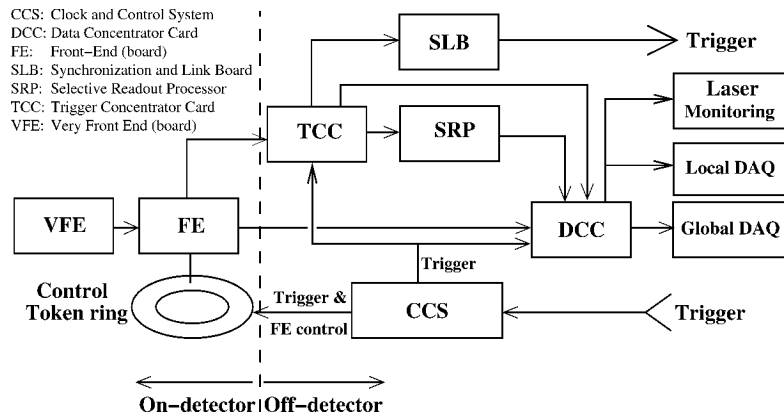 CCS: Clock and Control System
DCC: Data Concentrator Card
FE: Front−End (board)
SLB: Synchronization and Link Board
SRP: Selective Readout Processor
TCC: Trigger Concentrator Card
VFE: Very Front End (board)
SLB
Trigger
Laser
Monitoring
TCC
SRP
Local DAQ
VFE
FE
DCC
Global DAQ
Trigger
Control
Token ring
Trigger &
FE control
CCS
Trigger
On−detector
Off−detector